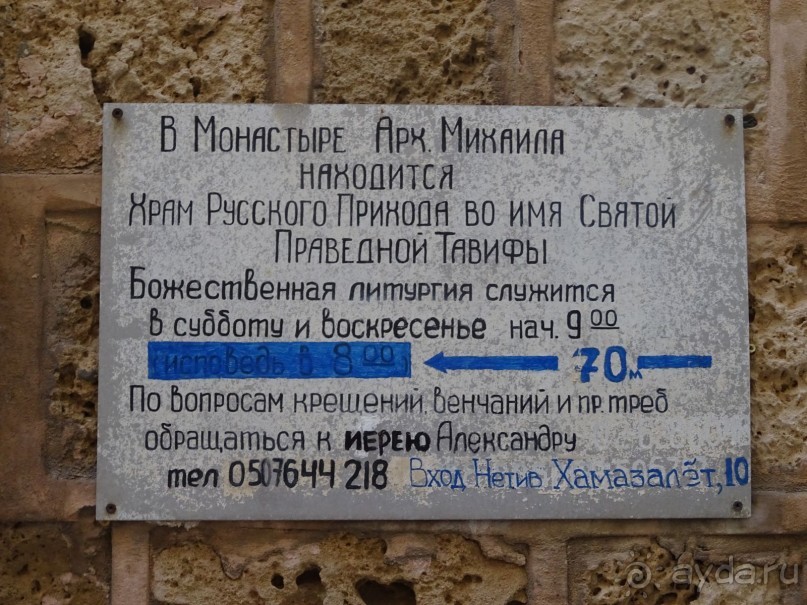 В Монастыре Арх. Михаила
находится
Храм Русского Прихода во имя Святой
Праведной Тавифы
Божественная литургия служится
в субботу и воскресенье нач. 9 00
исповедь в 8 00 70 м
По вопросам крещений, венчаний и пр. треб
обращаться к иерею Александру
тел 0507644 218 Вход Нетив Хамазалёт, 10
ayda.ru